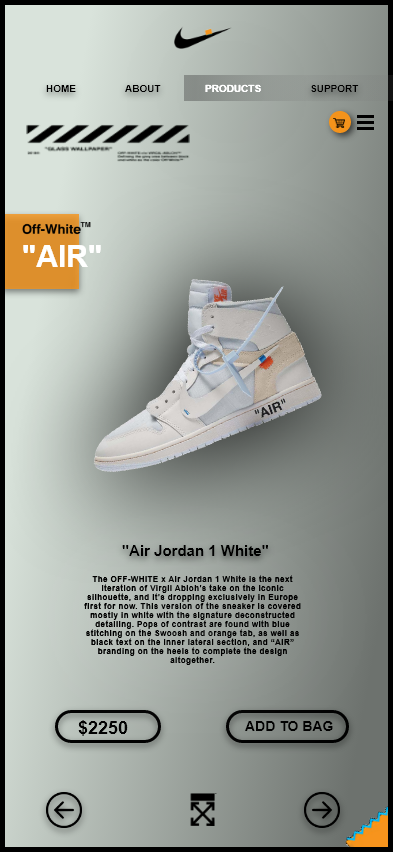 HOME ABOUT PRODUCTS SUPPORT
"GLASS WALLPAPER"
Off-White™
"AIR"
"AIR"
"Air Jordan 1 White"
The OFF-WHITE x Air Jordan 1 White is the next
iteration of Virgil Abloh's take on the iconic
silhouette, and it's dropping exclusively in Europe
first for now. This version of the sneaker is covered
mostly in white with the signature deconstructed
detailing. Pops of contrast are found with blue
stitching on the Swoosh and orange tab, as well as
black text on the inner lateral section, and “AIR”
branding on the heels to complete the design
altogether.
$2250
ADD TO BAG